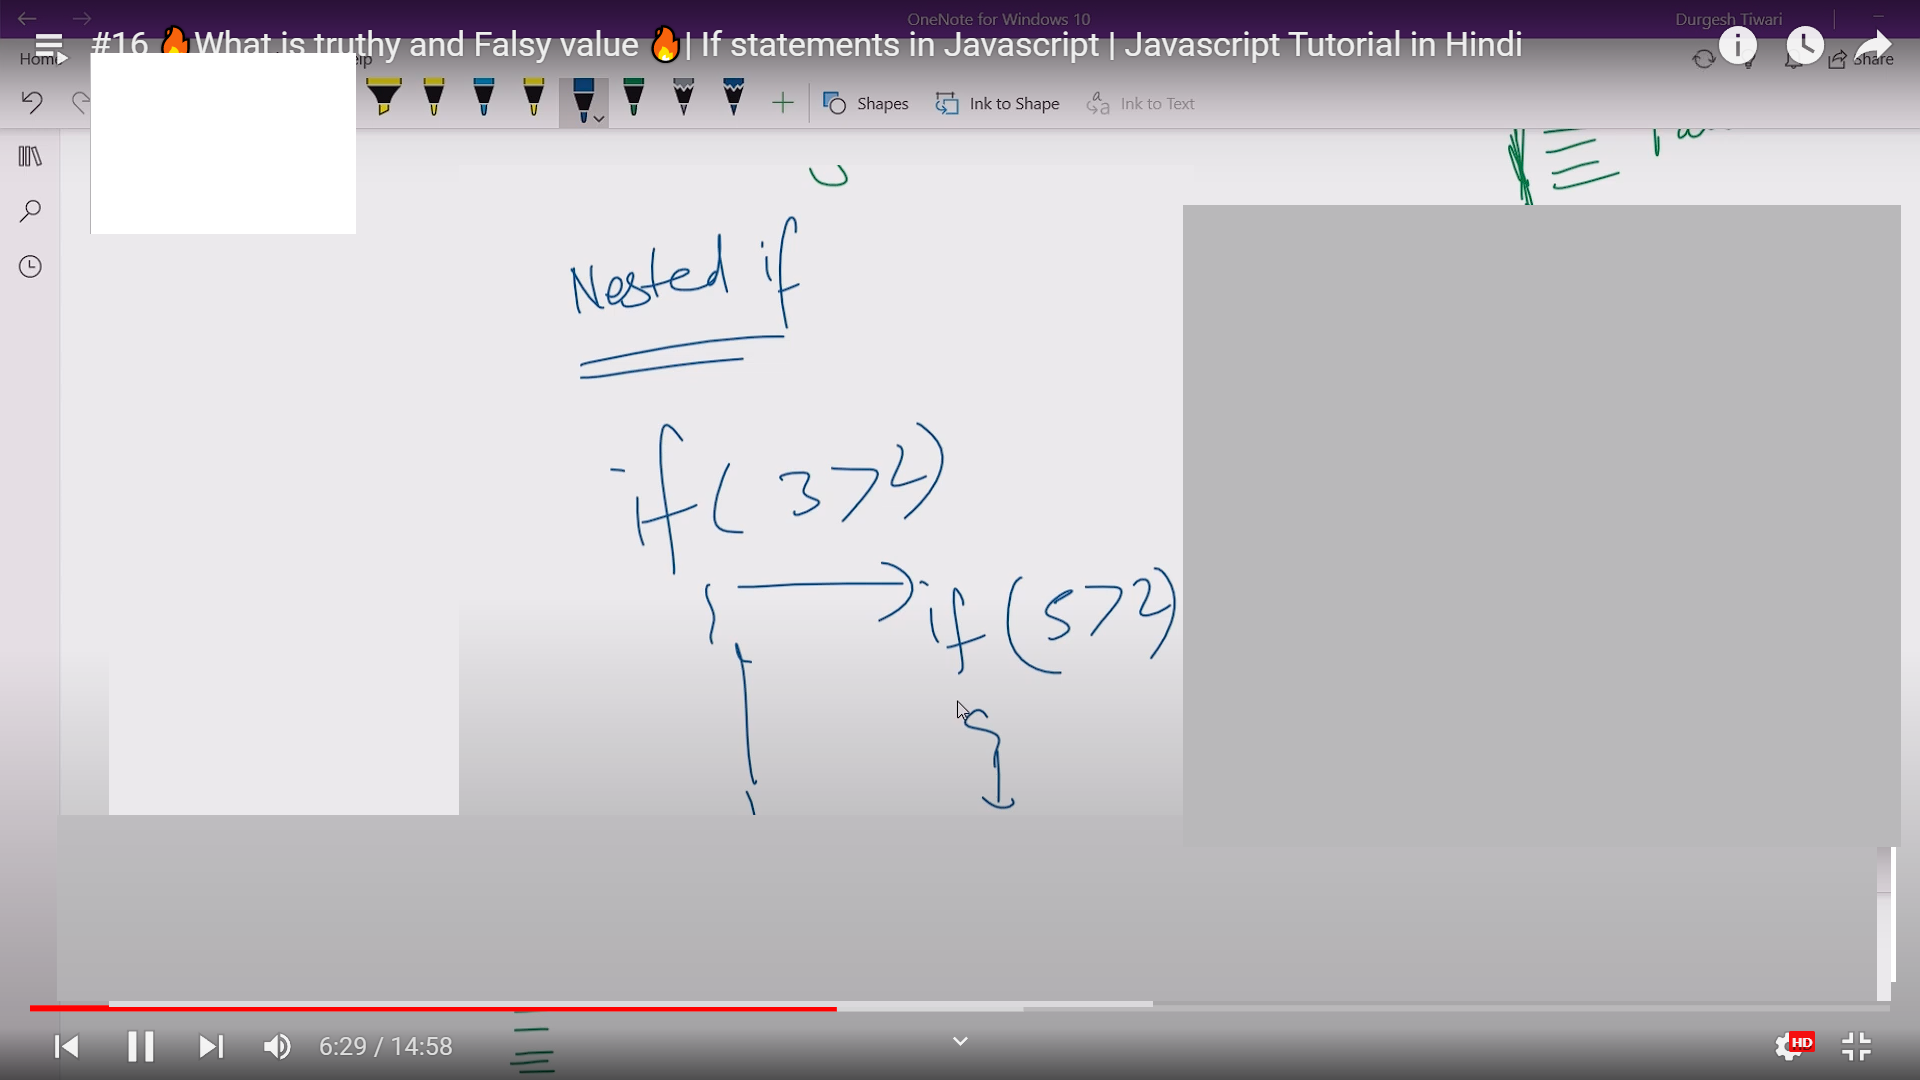 OneNote for Windows 10
Durgesh Tiwari
#16 🔥What is truthy and Falsy value 🔥| If statements in Javascript | Javascript Tutorial in Hindi
Home
Share
Shapes
Ink to Shape
Ink to Text
Nested if
if ( 3 > 2 )
if ( 5 > 2 )
6:29 / 14:58
HD